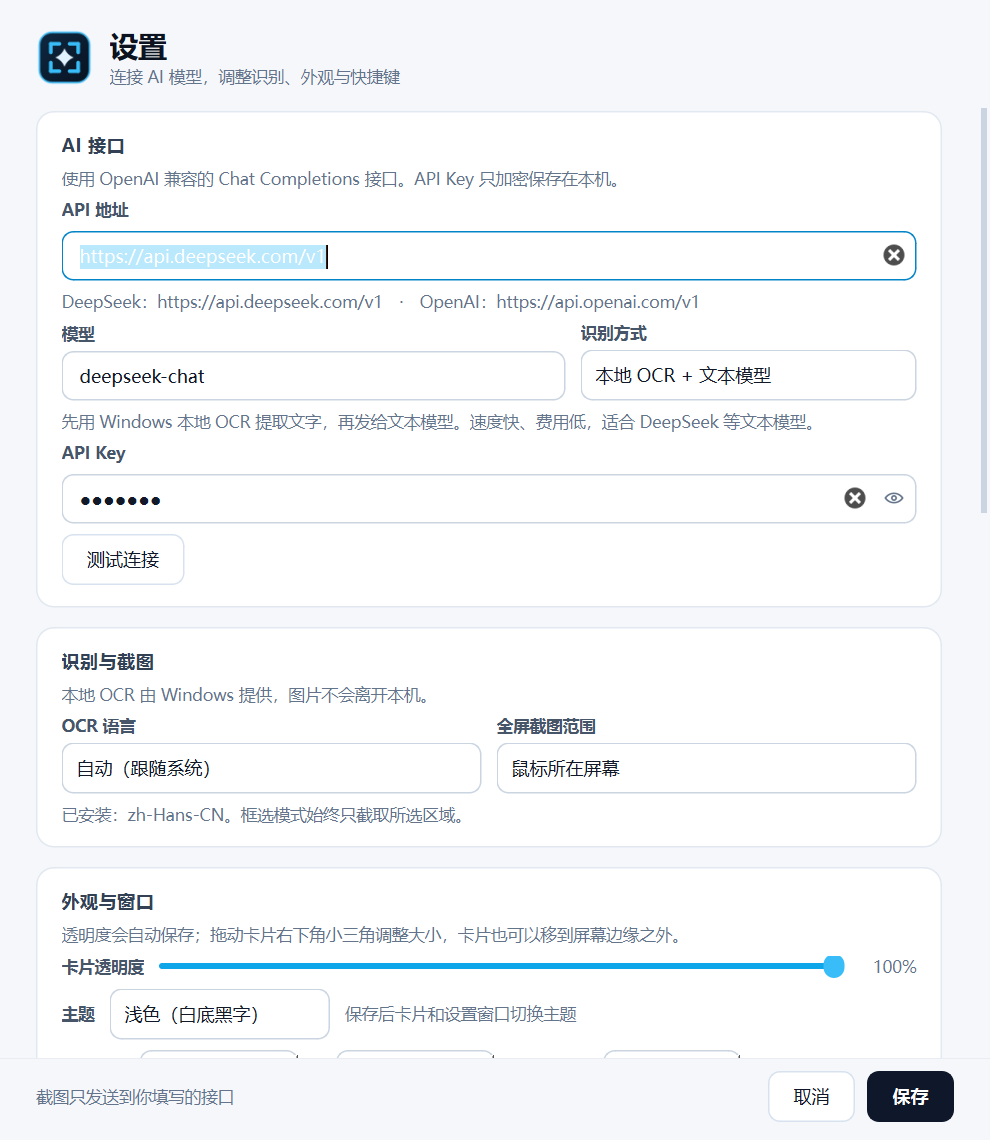 设置
连接 AI 模型，调整识别、外观与快捷键
AI 接口
使用 OpenAI 兼容的 Chat Completions 接口。API Key 只加密保存在本机。
API 地址
https://api.deepseek.com/v1
DeepSeek：https://api.deepseek.com/v1 · OpenAI：https://api.openai.com/v1
模型 识别方式
deepseek-chat 本地 OCR + 文本模型
先用 Windows 本地 OCR 提取文字，再发给文本模型。速度快、费用低，适合 DeepSeek 等文本模型。
API Key
●●●●●●●
测试连接
识别与截图
本地 OCR 由 Windows 提供，图片不会离开本机。
OCR 语言 全屏截图范围
自动（跟随系统） 鼠标所在屏幕
已安装：zh-Hans-CN。框选模式始终只截取所选区域。
外观与窗口
透明度会自动保存；拖动卡片右下角小三角调整大小，卡片也可以移到屏幕边缘之外。
卡片透明度 100%
主题 浅色（白底黑字） 保存后卡片和设置窗口切换主题
截图只发送到你填写的接口 取消 保存